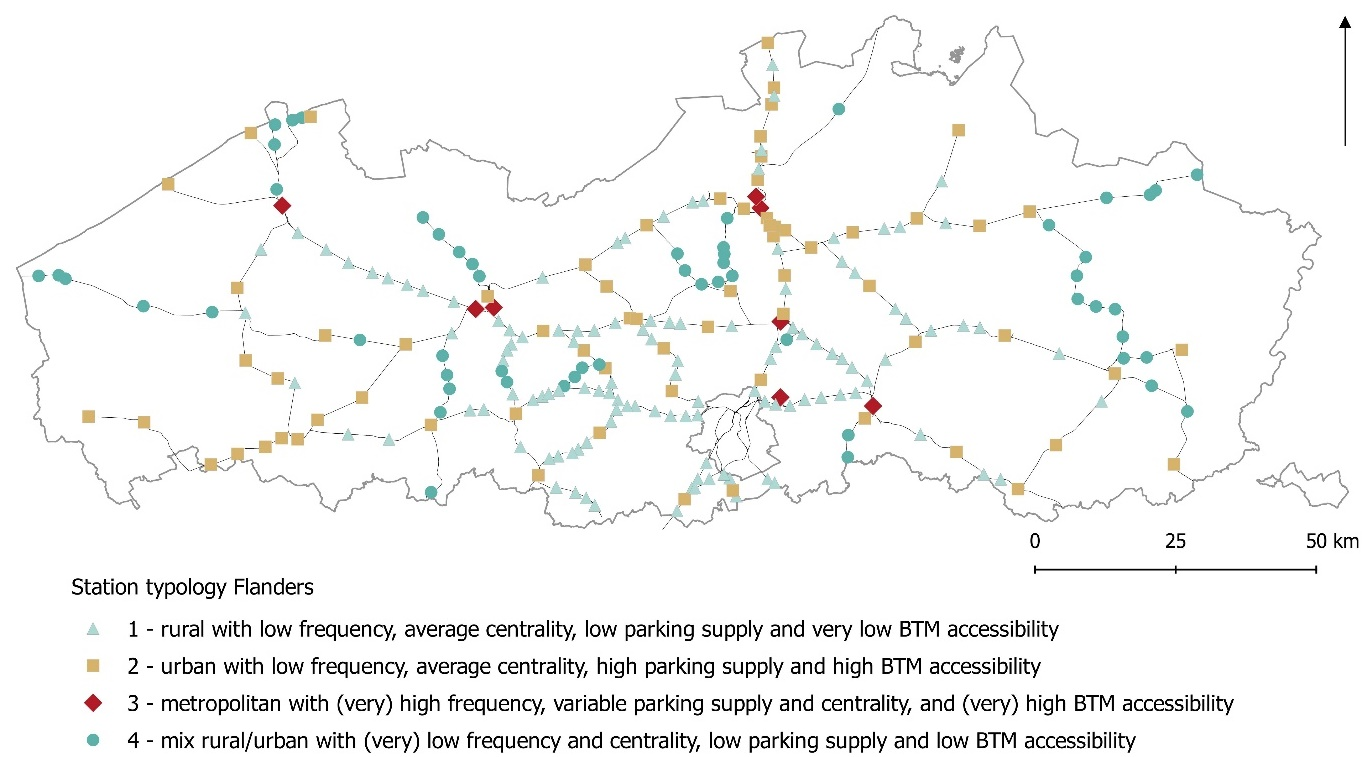 0 25 50 km
Station typology Flanders
1 - rural with low frequency, average centrality, low parking supply and very low BTM accessibility
2 - urban with low frequency, average centrality, high parking supply and high BTM accessibility
3 - metropolitan with (very) high frequency, variable parking supply and centrality, and (very) high BTM accessibility
4 - mix rural/urban with (very) low frequency and centrality, low parking supply and low BTM accessibility